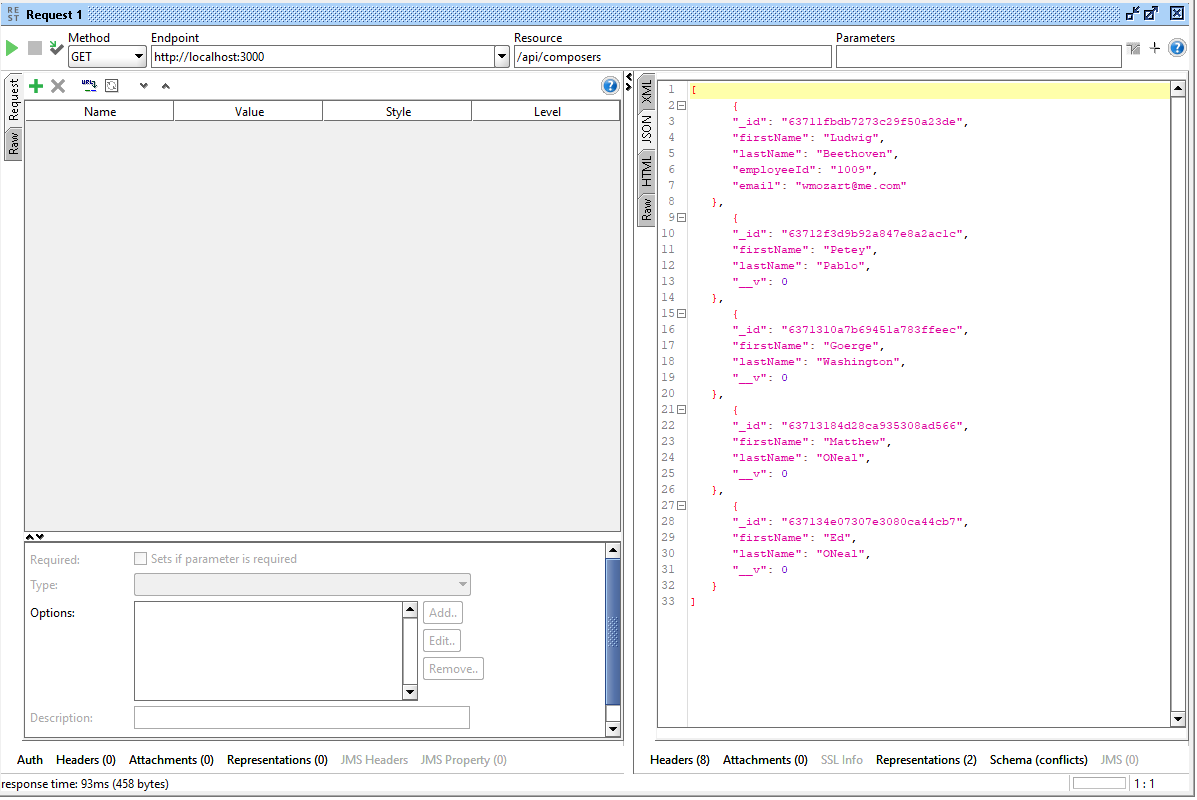 REST Request 1
Method
Endpoint
Resource
Parameters
GET
http://localhost:3000
/api/composers
Request
Raw
URL
Name Value Style Level
Required:
Sets if parameter is required
Type:
Options:
Add..
Edit..
Remove..
Description:
Auth Headers (0) Attachments (0) Representations (0) JMS Headers JMS Property (0)
XML
JSON
HTML
Raw
1 [
2 {
3 "_id": "63711fbdb7273c29f50a23de",
4 "firstName": "Ludwig",
5 "lastName": "Beethoven",
6 "employeeId": "1009",
7 "email": "wmozart@me.com"
8 },
9 {
10 "_id": "63712f3d9b92a847e8a2ac1c",
11 "firstName": "Petey",
12 "lastName": "Pablo",
13 "__v": 0
14 },
15 {
16 "_id": "6371310a7b69451a783ffeec",
17 "firstName": "Goerge",
18 "lastName": "Washington",
19 "__v": 0
20 },
21 {
22 "_id": "63713184d28ca935308ad566",
23 "firstName": "Matthew",
24 "lastName": "ONeal",
25 "__v": 0
26 },
27 {
28 "_id": "637134e07307e3080ca44cb7",
29 "firstName": "Ed",
30 "lastName": "ONeal",
31 "__v": 0
32 }
33 ]
Headers (8) Attachments (0) SSL Info Representations (2) Schema (conflicts) JMS (0)
response time: 93ms (458 bytes)
1 : 1